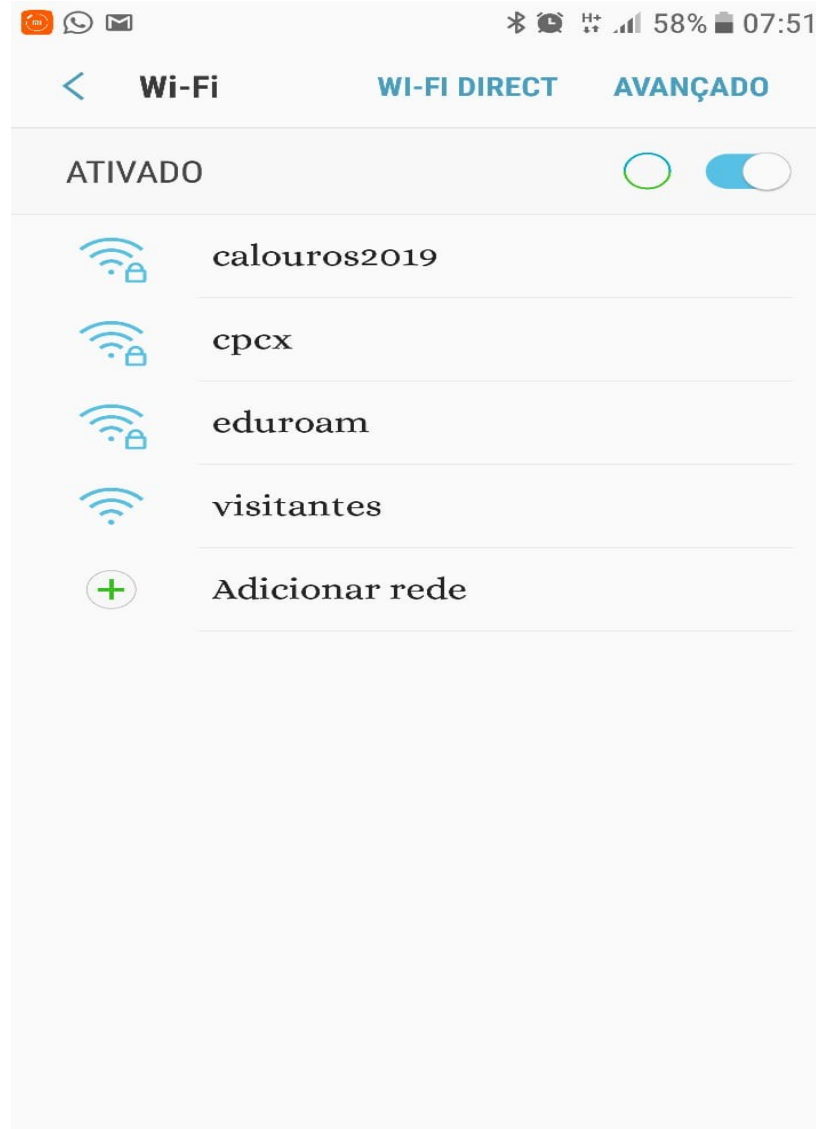 58% 07:51
Wi-Fi WI-FI DIRECT AVANÇADO
ATIVADO
calouros2019
cpcx
eduroam
visitantes
Adicionar rede